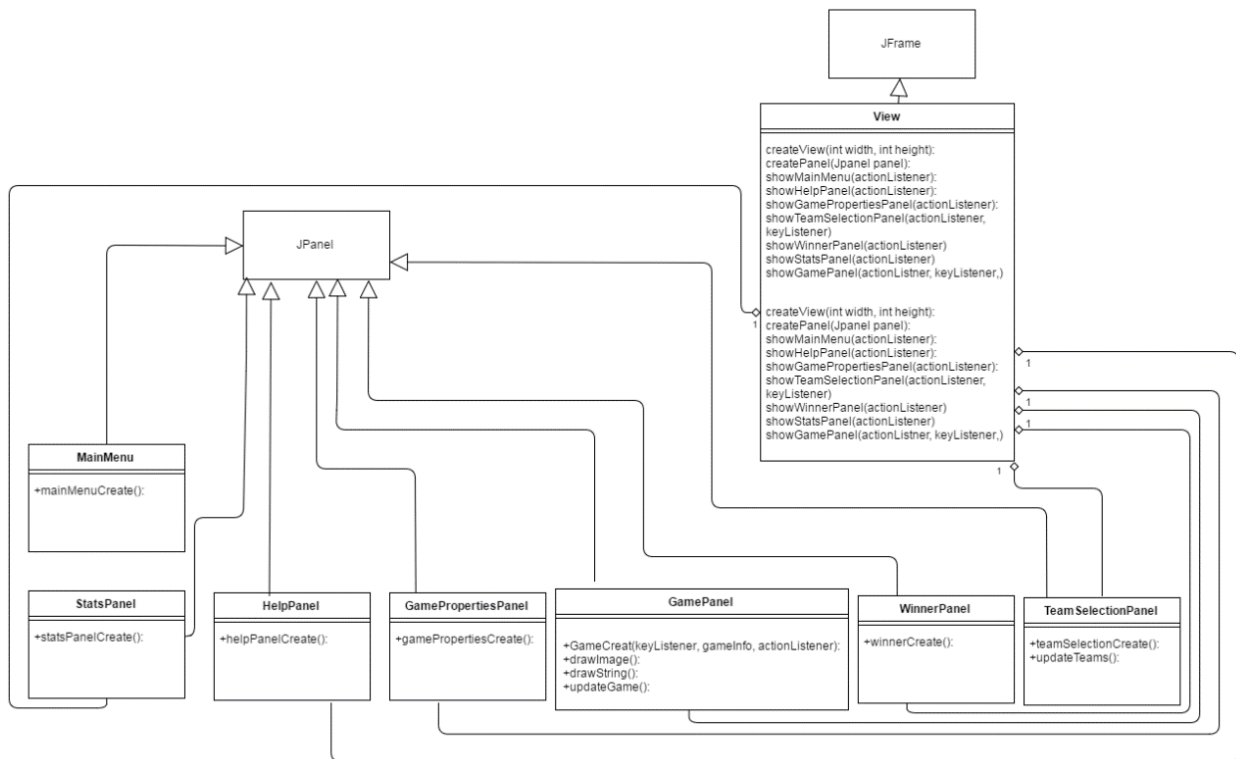 JFrame
View
createView(int width, int height):
createPanel(Jpanel panel):
showMainMenu(actionListener):
showHelpPanel(actionListener):
showGamePropertiesPanel(actionListener):
showTeamSelectionPanel(actionListener,
keyListener)
showWinnerPanel(actionListener)
showStatsPanel(actionListener)
showGamePanel(actionListner, keyListener,)
createView(int width, int height):
createPanel(Jpanel panel):
showMainMenu(actionListener):
showHelpPanel(actionListener):
showGamePropertiesPanel(actionListener):
showTeamSelectionPanel(actionListener,
keyListener)
showWinnerPanel(actionListener)
showStatsPanel(actionListener)
showGamePanel(actionListner, keyListener,)
1
1
1
1
1
JPanel
MainMenu
+mainMenuCreate():
StatsPanel
+statsPanelCreate():
HelpPanel
+helpPanelCreate():
GamePropertiesPanel
+gamePropertiesCreate():
GamePanel
+GameCreat(keyListener, gameInfo, actionListener):
+drawImage():
+drawString():
+updateGame():
WinnerPanel
+winnerCreate():
TeamSelectionPanel
+teamSelectionCreate():
+updateTeams():